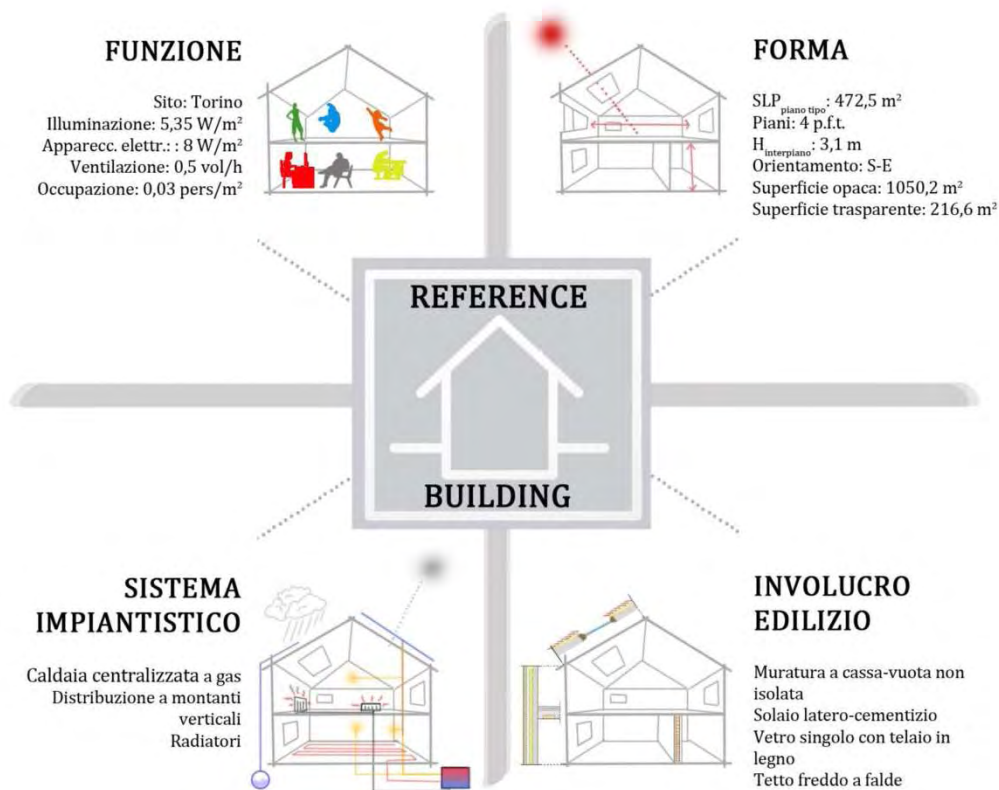 FUNZIONE
Sito: Torino
Illuminazione: 5,35 W/m²
Apparecc. elettr.: : 8 W/m²
Ventilazione: 0,5 vol/h
Occupazione: 0,03 pers/m²
FORMA
SLP piano tipo: 472,5 m²
Piani: 4 p.f.t.
H interpiano: 3,1 m
Orientamento: S-E
Superficie opaca: 1050,2 m²
Superficie trasparente: 216,6 m²
REFERENCE
BUILDING
SISTEMA
IMPIANTISTICO
Caldaia centralizzata a gas
Distribuzione a montanti
verticali
Radiatori
INVOLUCRO
EDILIZIO
Muratura a cassa-vuota non
isolata
Solaio latero-cementizio
Vetro singolo con telaio in
legno
Tetto freddo a falde